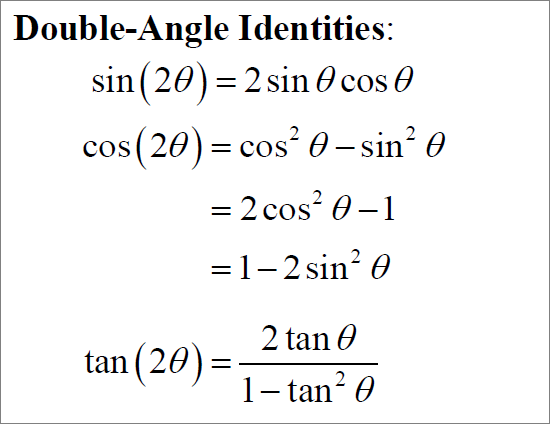 Double-Angle Identities:
sin(2θ) = 2 sin θ cos θ
cos(2θ) = cos² θ − sin² θ
= 2 cos² θ − 1
= 1 − 2 sin² θ
tan(2θ) = 2 tan θ / 1 − tan² θ